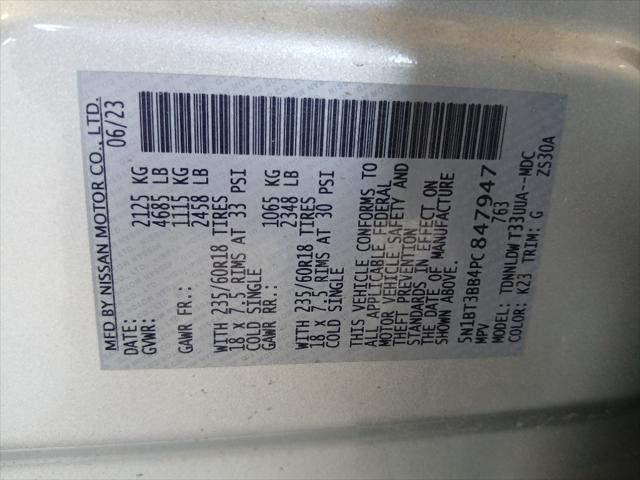 MFD BY NISSAN MOTOR CO., LTD.
DATE: 06/23
GVWR: 2125 KG
4685 LB
GAWR FR.: 1115 KG
2458 LB
WITH 235/60R18 TIRES
18 X 7.5 RIMS AT 33 PSI
COLD SINGLE
GAWR RR.: 1065 KG
2348 LB
WITH 235/60R18 TIRES
18 X 7.5 RIMS AT 30 PSI
COLD SINGLE
THIS VEHICLE CONFORMS TO
ALL APPLICABLE FEDERAL
MOTOR VEHICLE SAFETY AND
THEFT PREVENTION
STANDARDS IN EFFECT ON
THE DATE OF MANUFACTURE
SHOWN ABOVE.
5N1BT3BB4PC847947
MPV 763
MODEL: TDNNLDW T33UUA--MDC
COLOR: K23 TRIM: G ZS30A